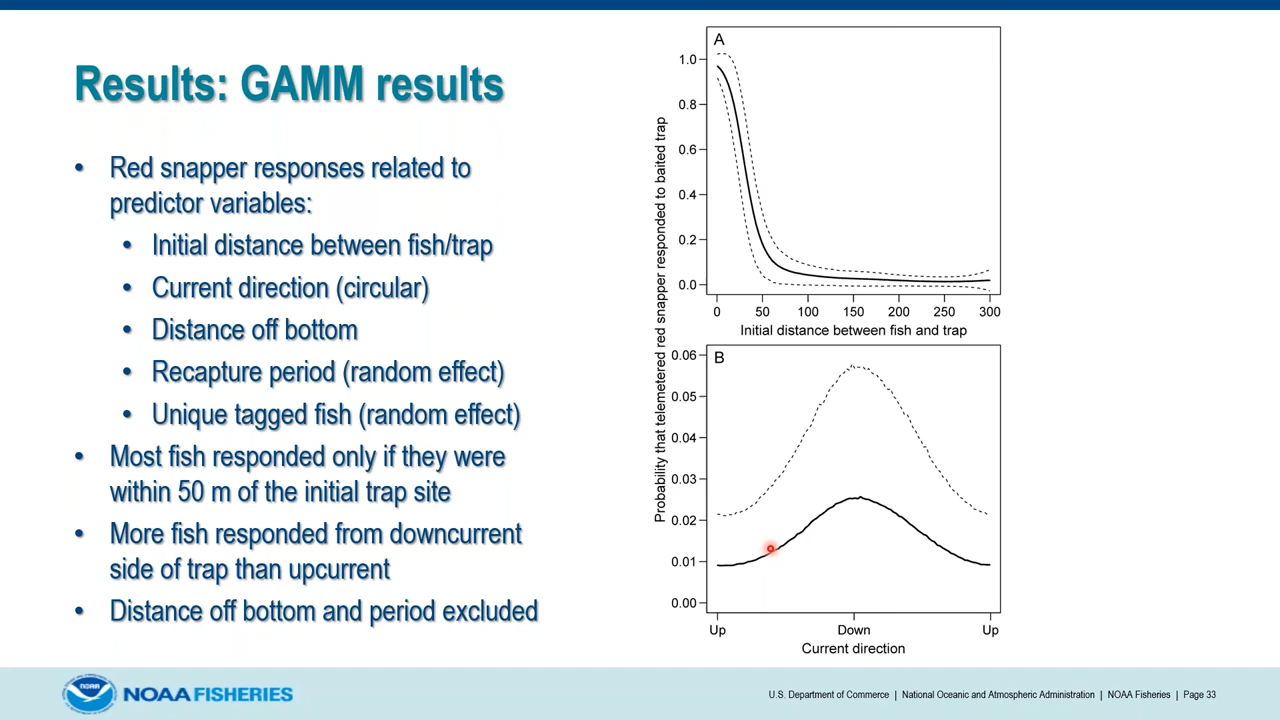 Results: GAMM results
• Red snapper responses related to
predictor variables:
• Initial distance between fish/trap
• Current direction (circular)
• Distance off bottom
• Recapture period (random effect)
• Unique tagged fish (random effect)
• Most fish responded only if they were
within 50 m of the initial trap site
• More fish responded from downcurrent
side of trap than upcurrent
• Distance off bottom and period excluded
Probability that telemetered red snapper responded to baited trap
A
1.0
0.8
0.6
0.4
0.2
0.0
0 50 100 150 200 250 300
Initial distance between fish and trap
B
0.06
0.05
0.04
0.03
0.02
0.01
0.00
Up Down Up
Current direction
NOAA
NOAA FISHERIES
U.S. Department of Commerce | National Oceanic and Atmospheric Administration | NOAA Fisheries | Page 33